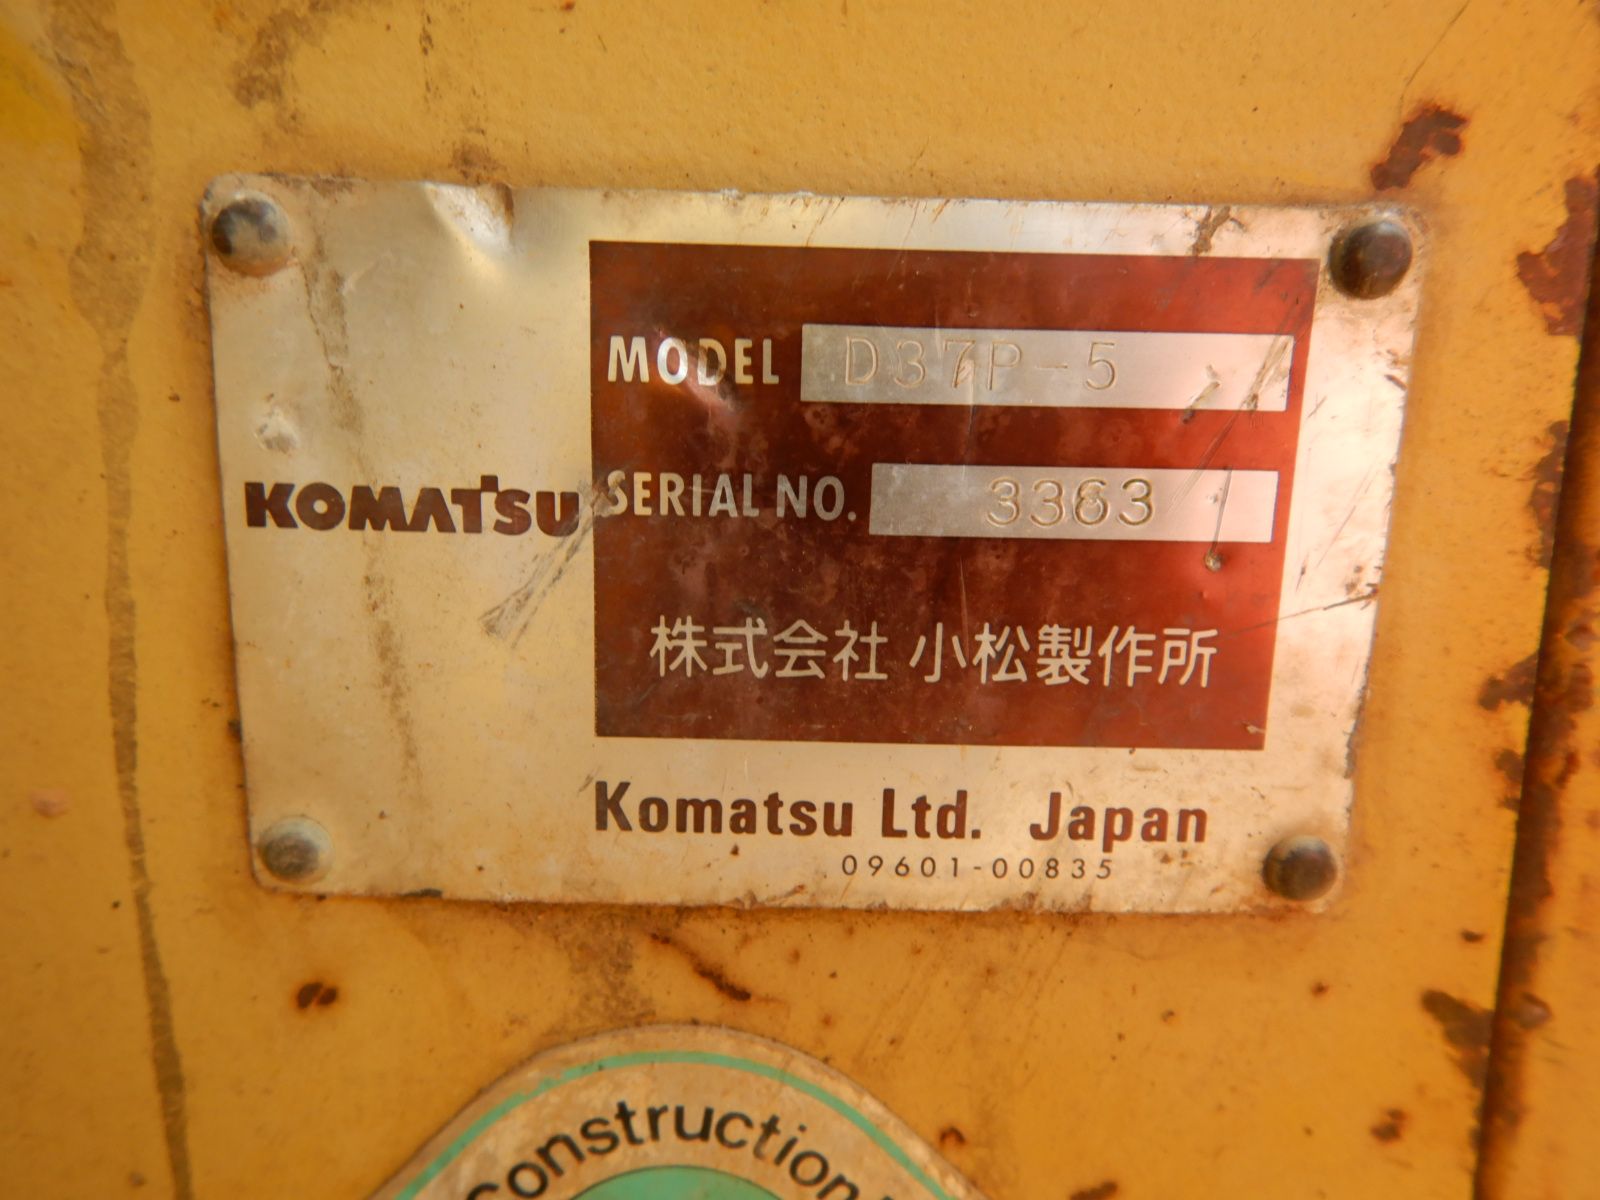 MODEL D37P-5
KOMATSU
SERIAL NO. 3363
株式会社 小松製作所
Komatsu Ltd. Japan
09601-00835
Construction